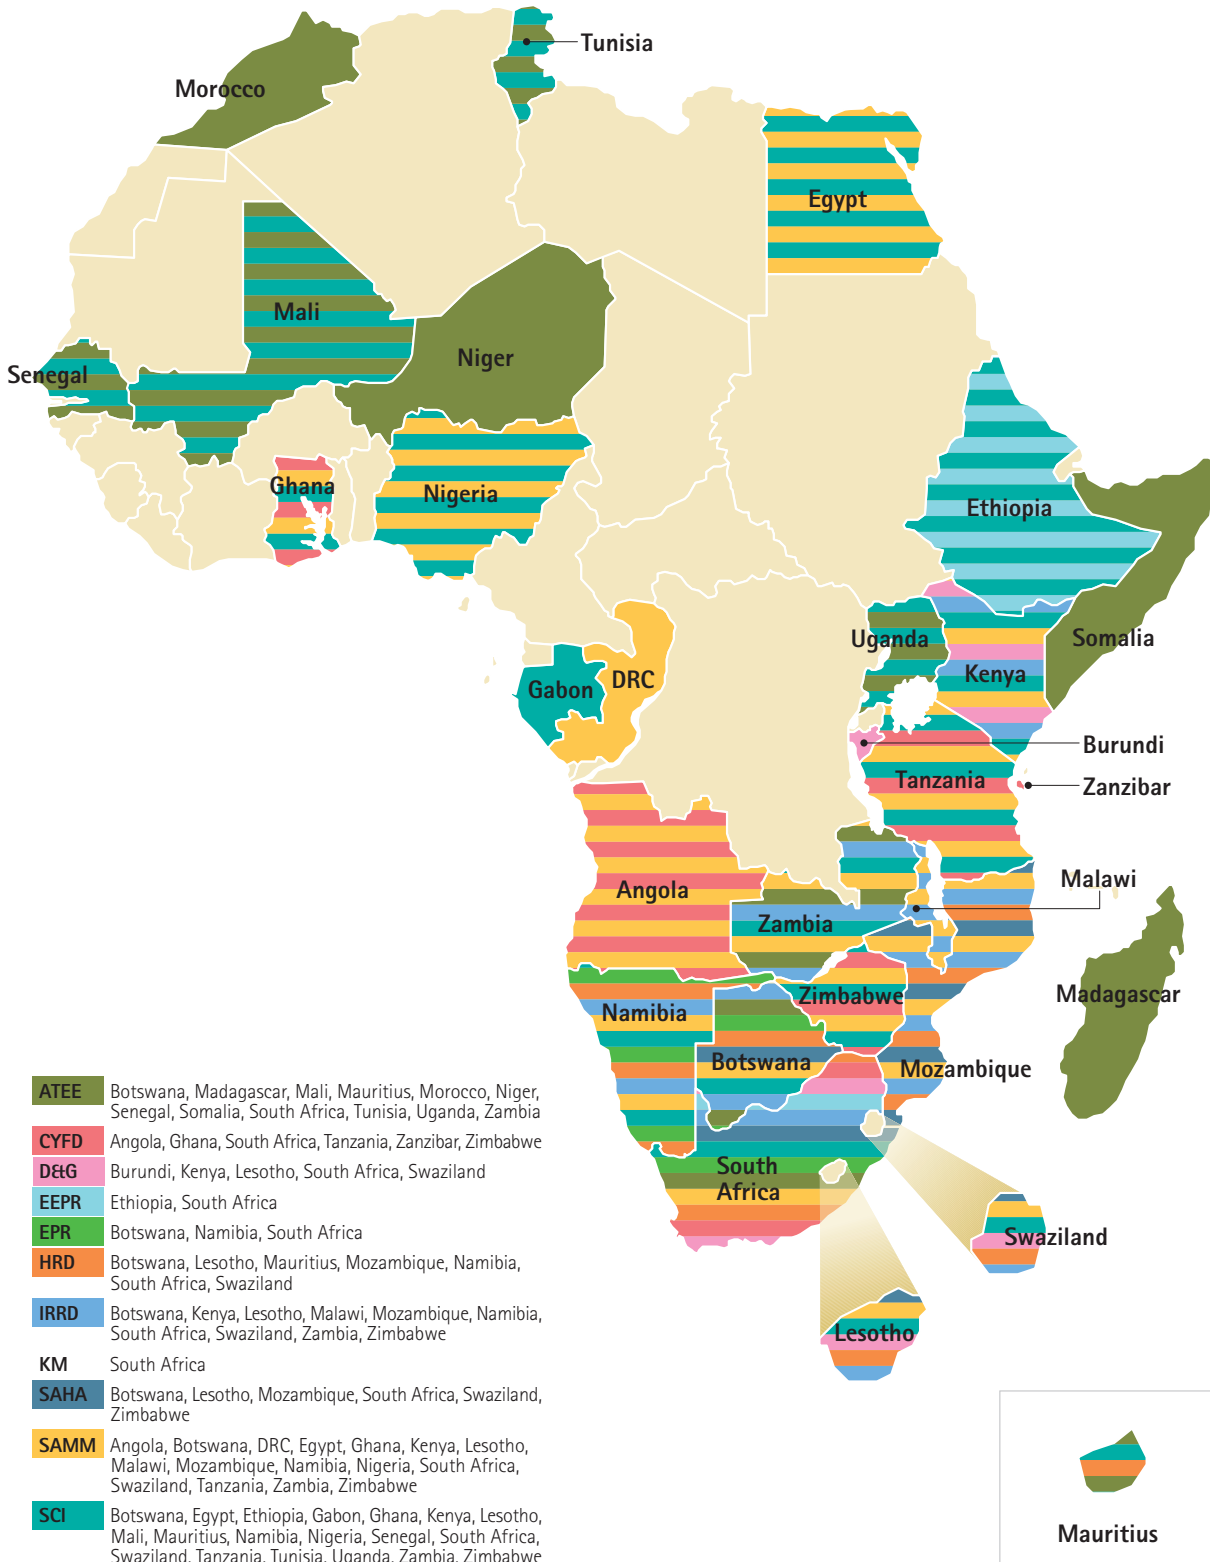 Tunisia
Morocco
Egypt
Mali
Niger
Senegal
Ghana
Nigeria
Ethiopia
Uganda
Somalia
Kenya
DRC
Gabon
Burundi
Tanzania
Zanzibar
Malawi
Angola
Zambia
Zimbabwe
Madagascar
Namibia
Botswana
Mozambique
South
Africa
Swaziland
Lesotho
Mauritius
ATEE Botswana, Madagascar, Mali, Mauritius, Morocco, Niger,
Senegal, Somalia, South Africa, Tunisia, Uganda, Zambia
CYFD Angola, Ghana, South Africa, Tanzania, Zanzibar, Zimbabwe
D&G Burundi, Kenya, Lesotho, South Africa, Swaziland
EEPR Ethiopia, South Africa
EPR Botswana, Namibia, South Africa
HRD Botswana, Lesotho, Mauritius, Mozambique, Namibia,
South Africa, Swaziland
IRRD Botswana, Kenya, Lesotho, Malawi, Mozambique, Namibia,
South Africa, Swaziland, Zambia, Zimbabwe
KM South Africa
SAHA Botswana, Lesotho, Mozambique, South Africa, Swaziland,
Zimbabwe
SAMM Angola, Botswana, DRC, Egypt, Ghana, Kenya, Lesotho,
Malawi, Mozambique, Namibia, Nigeria, South Africa,
Swaziland, Tanzania, Zambia, Zimbabwe
SCI Botswana, Egypt, Ethiopia, Gabon, Ghana, Kenya, Lesotho,
Mali, Mauritius, Namibia, Nigeria, Senegal, South Africa,
Swaziland, Tanzania, Tunisia, Uganda, Zambia, Zimbabwe